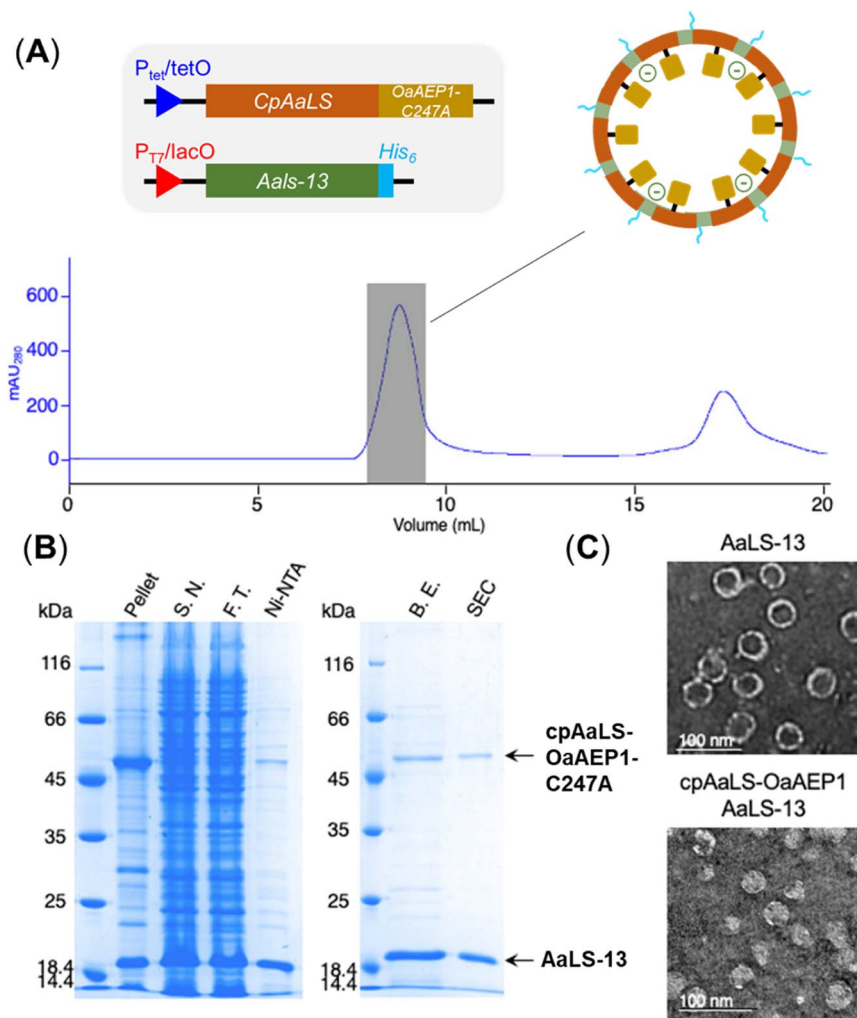 (A)
P_tet/tetO
CpAaLS
OaAEP1-
C247A
P_T7/lacO
His_6
Aals-13
- - - -
mAU_280
600
400
200
0
0
5
10
15
20
Volume (mL)
(B)
kDa
Pellet
S. N.
F. T.
Ni-NTA
116
66
45
35
25
18.4
14.4
kDa
B. E.
SEC
116
66
45
35
25
18.4
14.4
cpAaLS-
OaAEP1-
C247A
AaLS-13
(C)
AaLS-13
100 nm
cpAaLS-OaAEP1
AaLS-13
100 nm